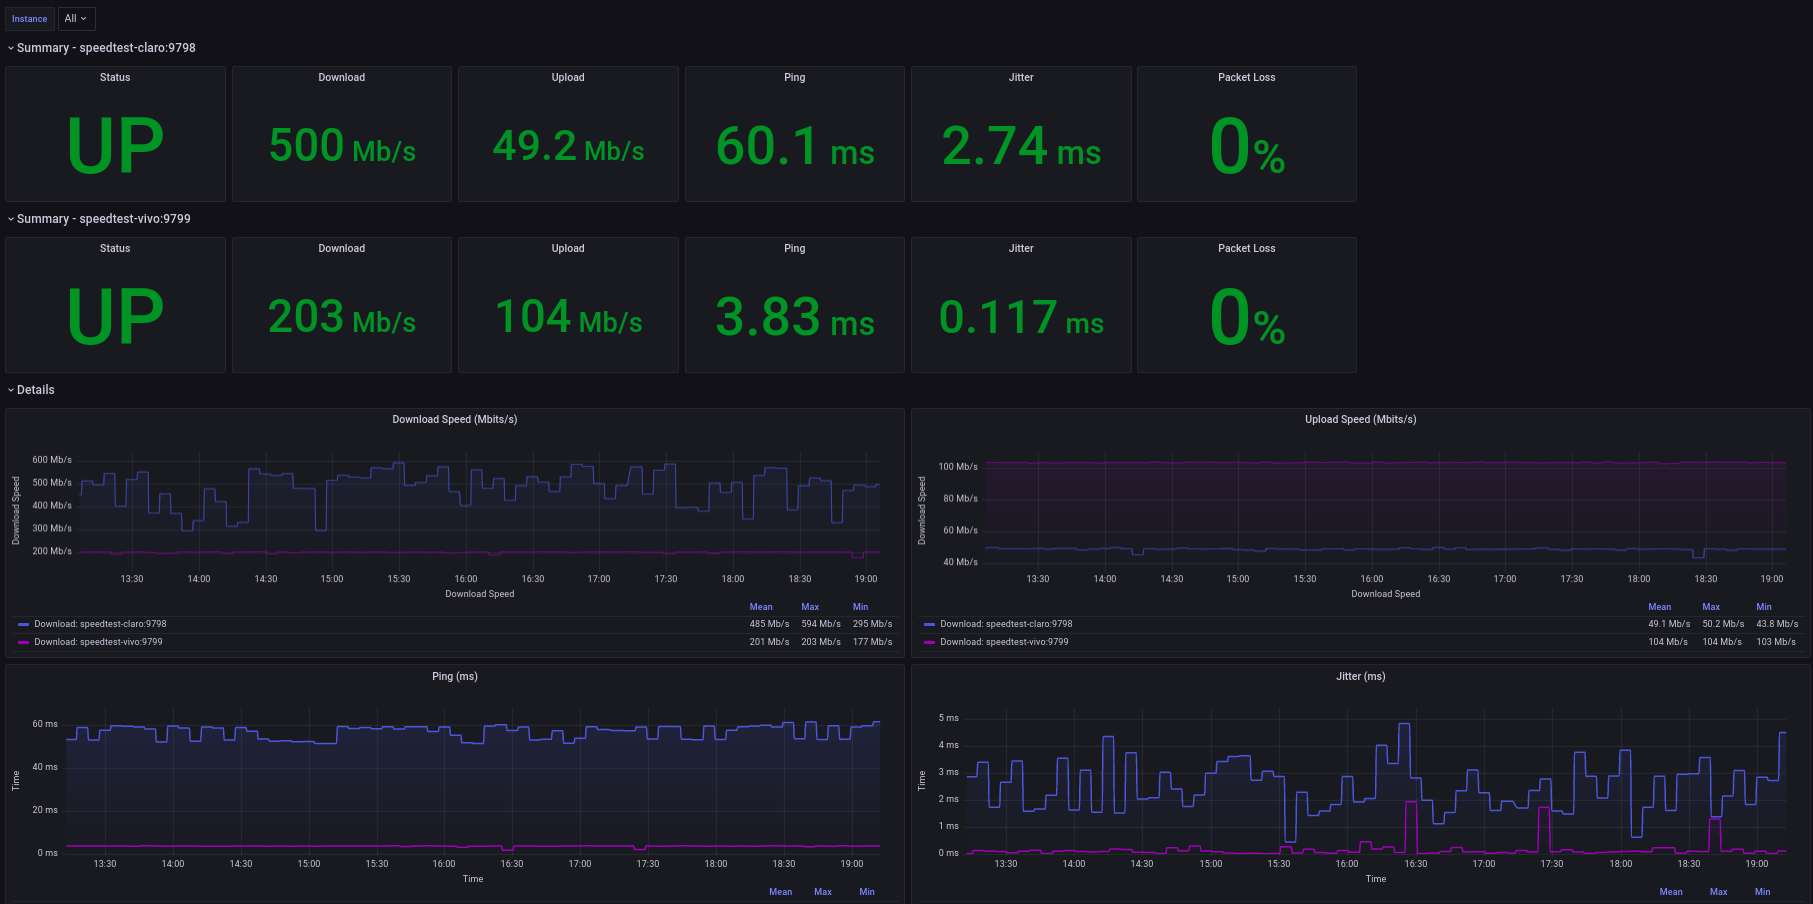 Instance All
Summary - speedtest-claro:9798
Status Download Upload Ping Jitter Packet Loss
UP 500 Mb/s 49.2 Mb/s 60.1 ms 2.74 ms 0%
Summary - speedtest-vivo:9799
Status Download Upload Ping Jitter Packet Loss
UP 203 Mb/s 104 Mb/s 3.83 ms 0.117 ms 0%
Details
Download Speed (Mbits/s)
Download Speed
600 Mb/s
500 Mb/s
400 Mb/s
300 Mb/s
200 Mb/s
13:30 14:00 14:30 15:00 15:30 16:00 16:30 17:00 17:30 18:00 18:30 19:00
Download Speed
Mean Max Min
Download: speedtest-claro:9798 485 Mb/s 594 Mb/s 295 Mb/s
Download: speedtest-vivo:9799 201 Mb/s 203 Mb/s 177 Mb/s
Upload Speed (Mbits/s)
Download Speed
100 Mb/s
80 Mb/s
60 Mb/s
40 Mb/s
13:30 14:00 14:30 15:00 15:30 16:00 16:30 17:00 17:30 18:00 18:30 19:00
Download Speed
Mean Max Min
Download: speedtest-claro:9798 49.1 Mb/s 50.2 Mb/s 43.8 Mb/s
Download: speedtest-vivo:9799 104 Mb/s 104 Mb/s 103 Mb/s
Ping (ms)
Time
60 ms
40 ms
20 ms
0 ms
13:30 14:00 14:30 15:00 15:30 16:00 16:30 17:00 17:30 18:00 18:30 19:00
Time
Mean Max Min
Jitter (ms)
Time
5 ms
4 ms
3 ms
2 ms
1 ms
0 ms
13:30 14:00 14:30 15:00 15:30 16:00 16:30 17:00 17:30 18:00 18:30 19:00
Time
Mean Max Min